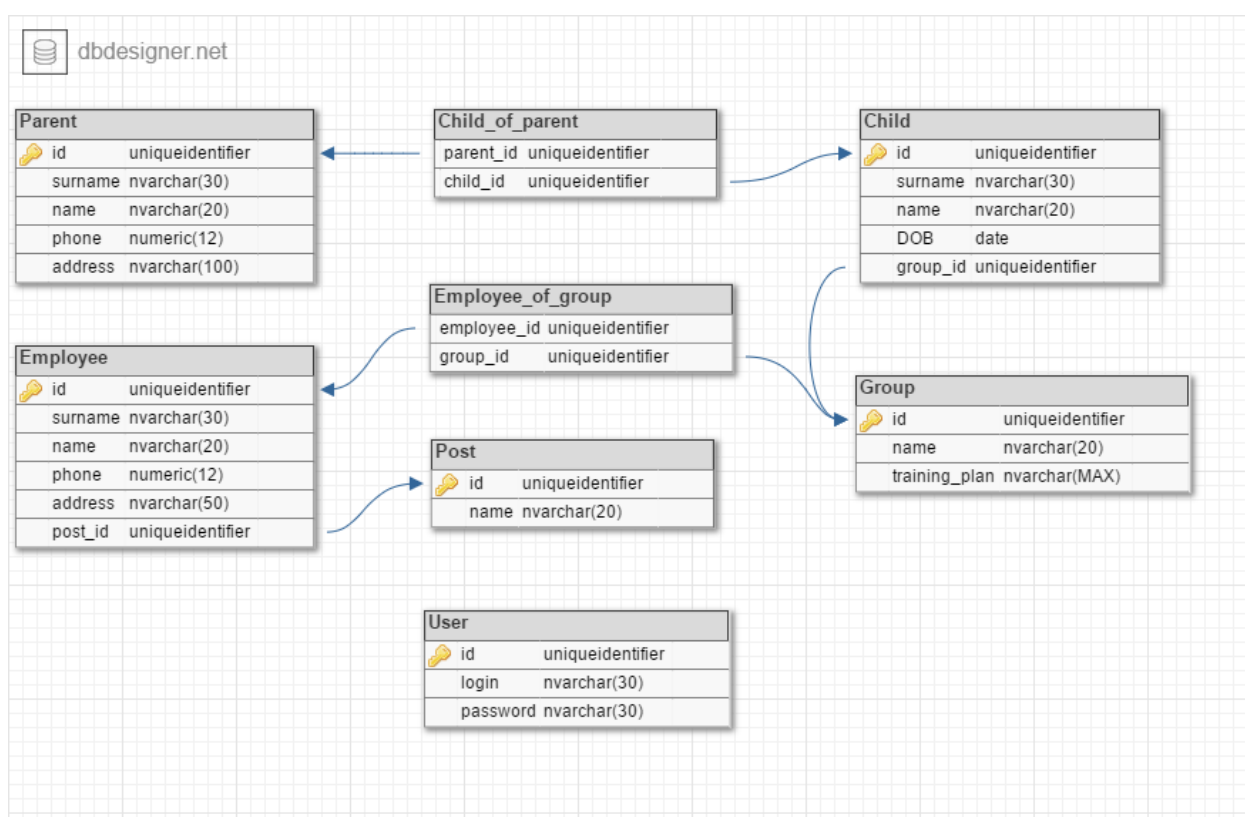 dbdesigner.net
Parent
id uniqueidentifier
surname nvarchar(30)
name nvarchar(20)
phone numeric(12)
address nvarchar(100)
Child_of_parent
parent_id uniqueidentifier
child_id uniqueidentifier
Child
id uniqueidentifier
surname nvarchar(30)
name nvarchar(20)
DOB date
group_id uniqueidentifier
Employee_of_group
employee_id uniqueidentifier
group_id uniqueidentifier
Employee
id uniqueidentifier
surname nvarchar(30)
name nvarchar(20)
phone numeric(12)
address nvarchar(50)
post_id uniqueidentifier
Post
id uniqueidentifier
name nvarchar(20)
Group
id uniqueidentifier
name nvarchar(20)
training_plan nvarchar(MAX)
User
id uniqueidentifier
login nvarchar(30)
password nvarchar(30)